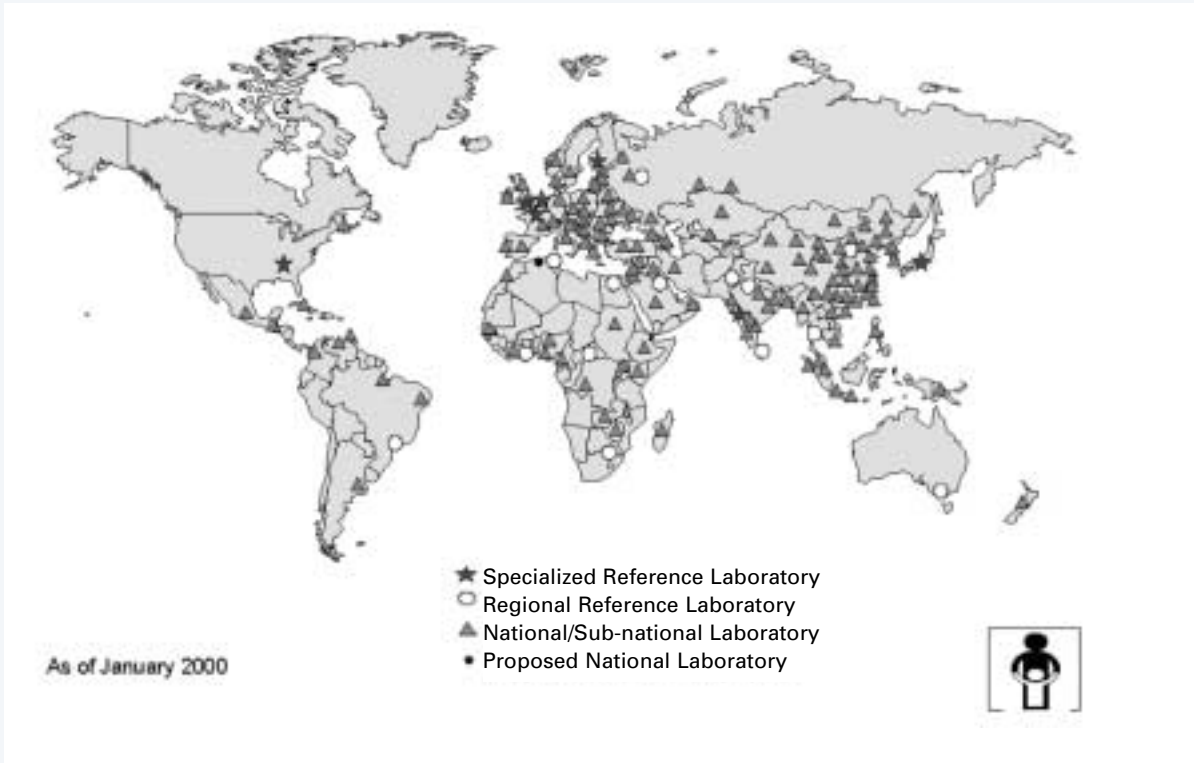 Specialized Reference Laboratory
Regional Reference Laboratory
National/Sub-national Laboratory
Proposed National Laboratory
As of January 2000